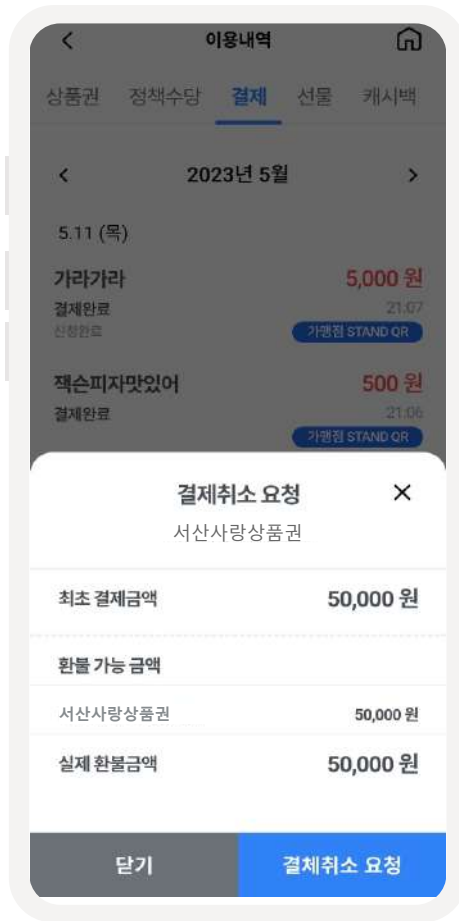 이용내역
상품권 정책수당 결제 선물 캐시백
2023년 5월
5.11 (목)
가라가라 5,000 원
결제완료 21:07
신청완료 가맹점 STAND QR
잭슨피자맛있어 500 원
결제완료 21:06
가맹점 STAND QR
결제취소 요청
서산사랑상품권
최초 결제금액 50,000 원
환불 가능 금액
서산사랑상품권 50,000 원
실제 환불금액 50,000 원
닫기 결체취소 요청